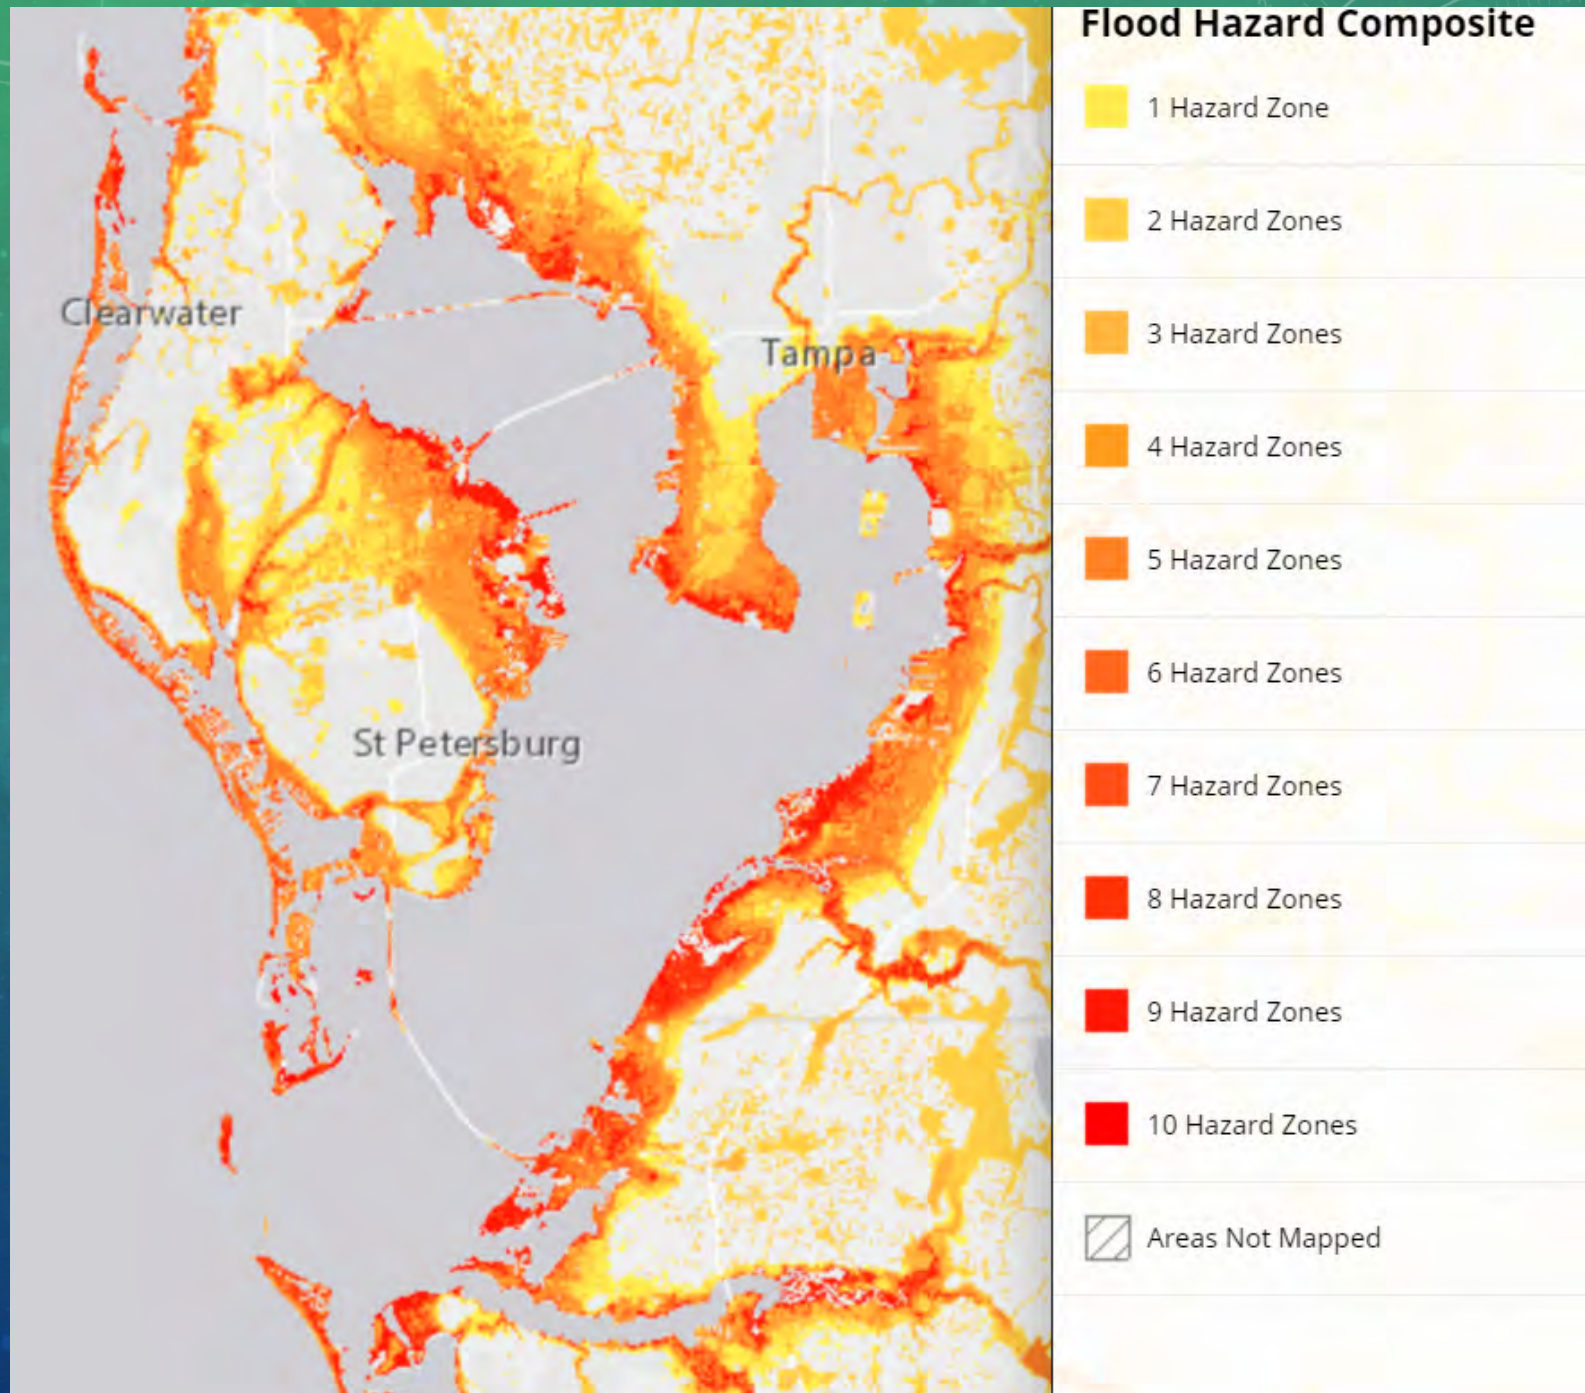 Flood Hazard Composite
1 Hazard Zone
2 Hazard Zones
3 Hazard Zones
4 Hazard Zones
5 Hazard Zones
6 Hazard Zones
7 Hazard Zones
8 Hazard Zones
9 Hazard Zones
10 Hazard Zones
Areas Not Mapped
Clearwater
Tampa
St Petersburg